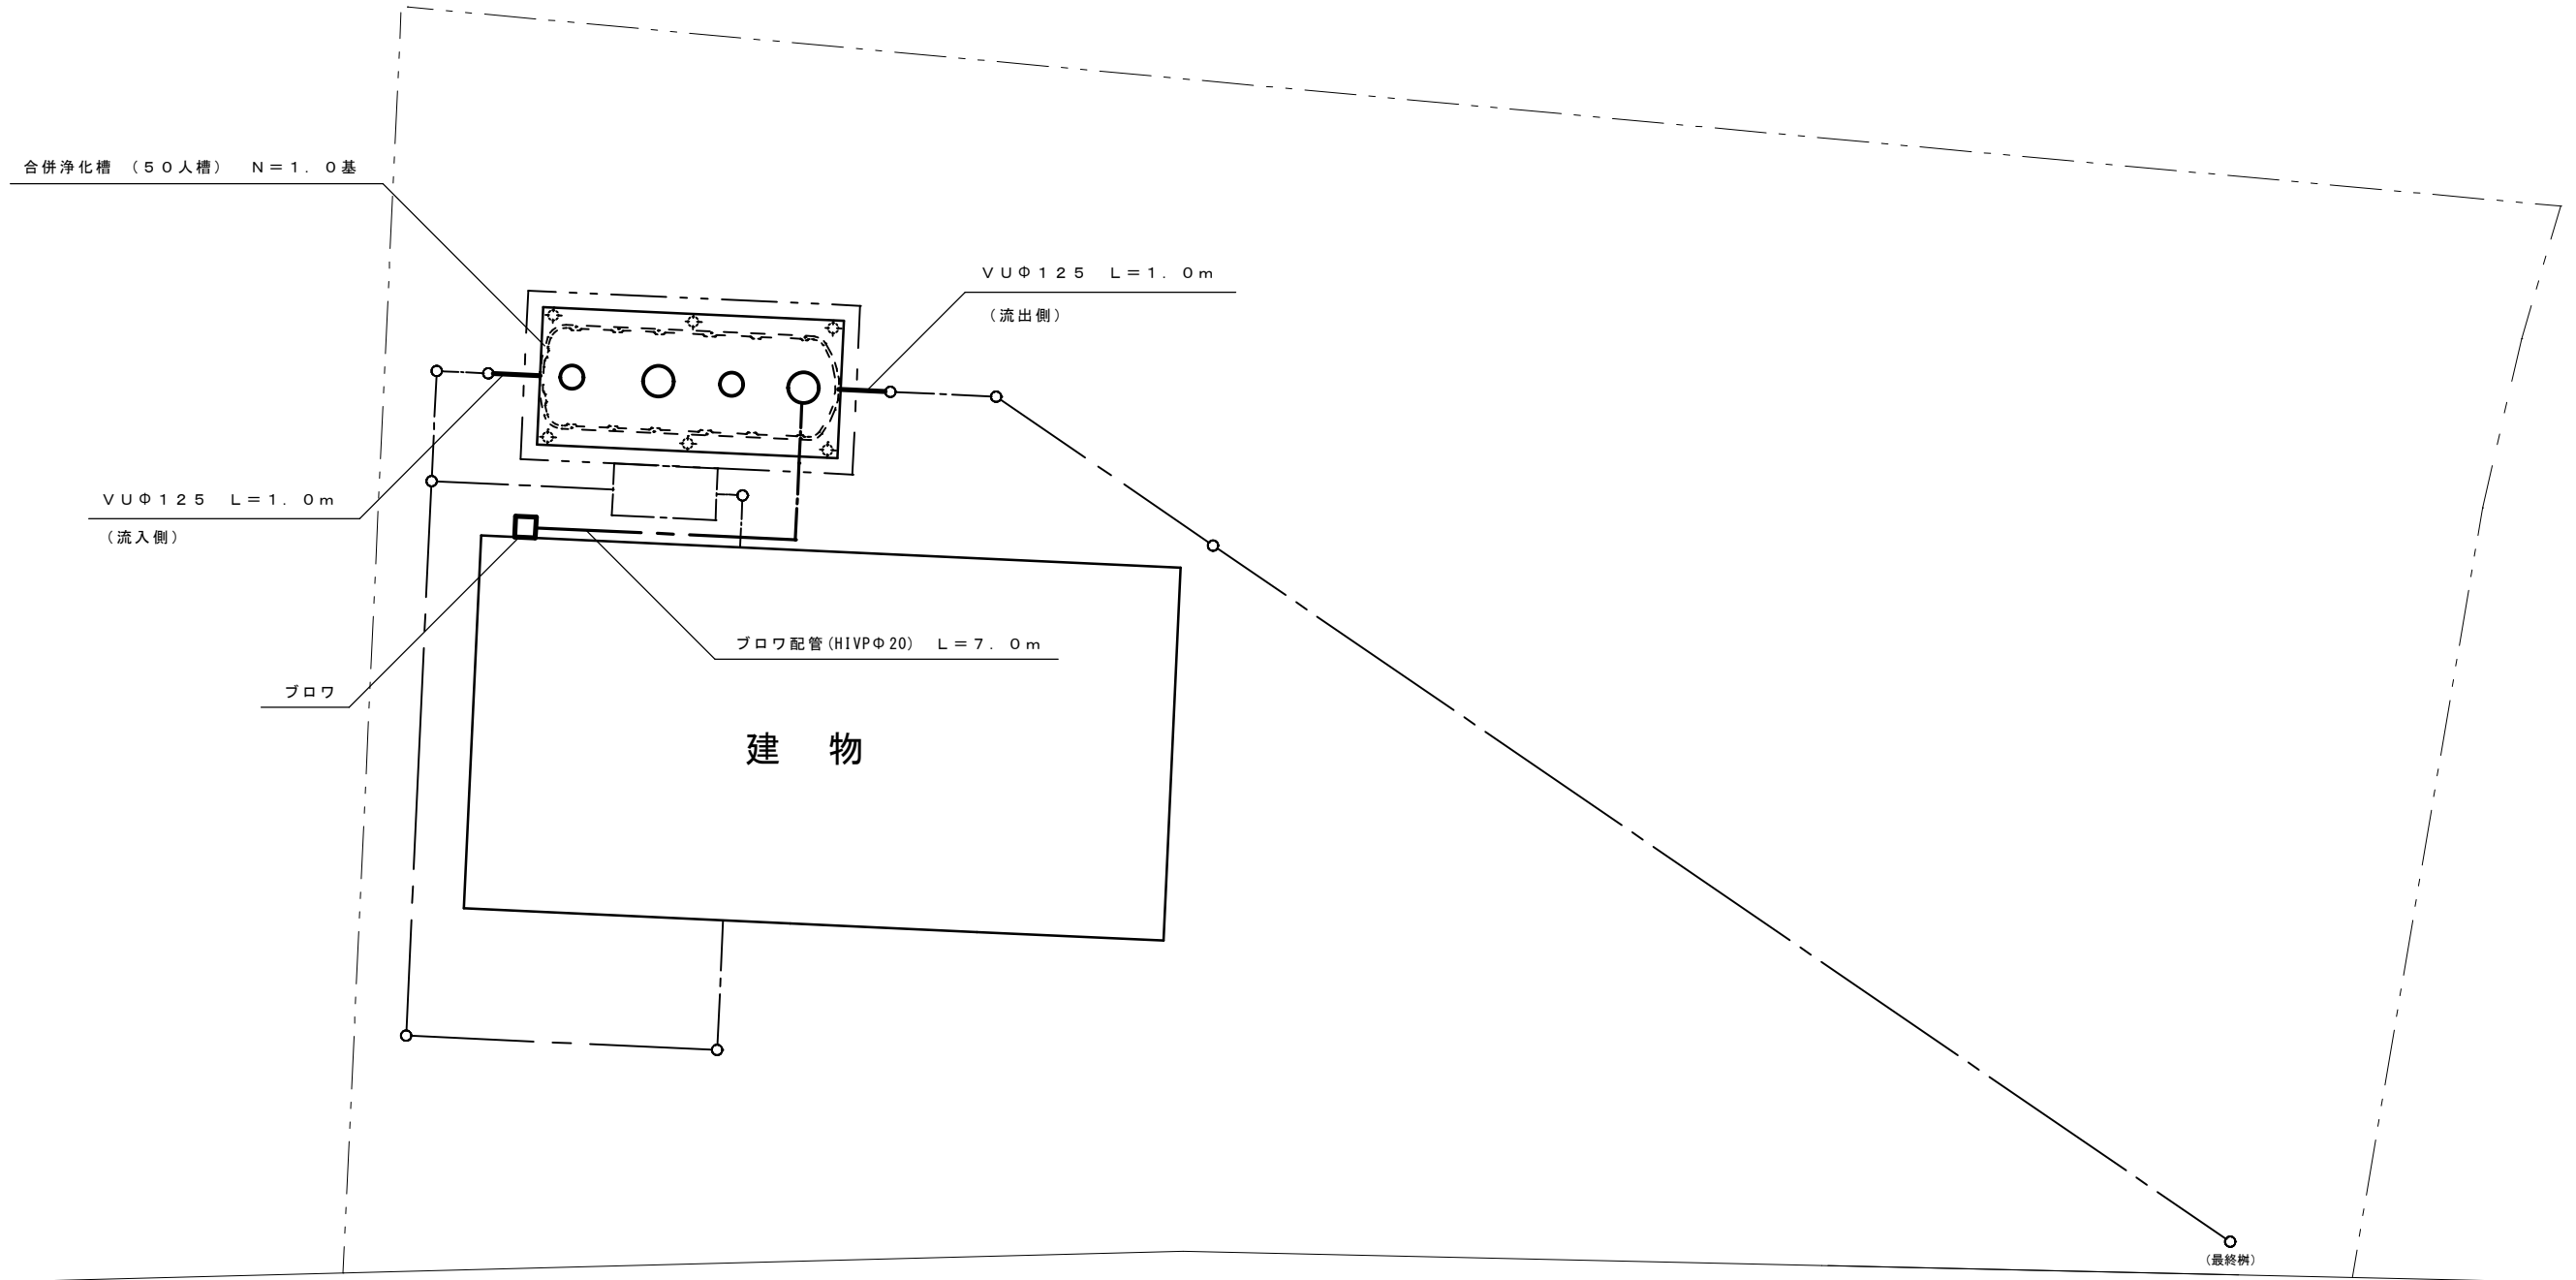 合併浄化槽 (50人槽) N=1.0基
VUΦ125 L=1.0m
(流出側)
VUΦ125 L=1.0m
(流入側)
ブロワ配管(HIVPΦ20) L=7.0m
ブロワ
建 物
(最終桝)